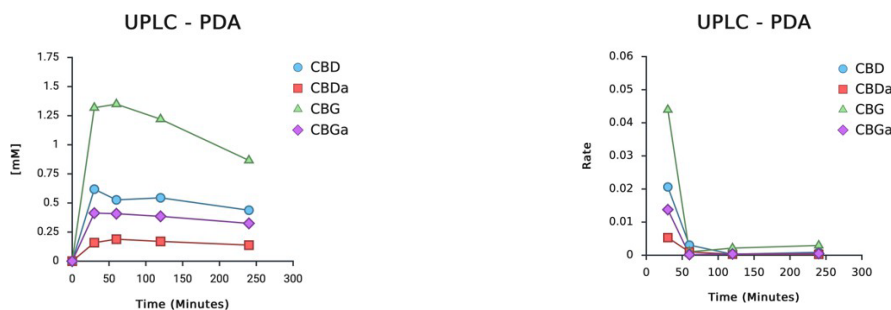 UPLC - PDA
1.75
1.5
1.25
1
0.75
0.5
0.25
0
[mM]
0 50 100 150 200 250 300
Time (Minutes)
CBD
CBDa
CBG
CBGa
UPLC - PDA
0.06
0.05
0.04
0.03
0.02
0.01
0
Rate
0 50 100 150 200 250 300
Time (Minutes)
CBD
CBDa
CBG
CBGa